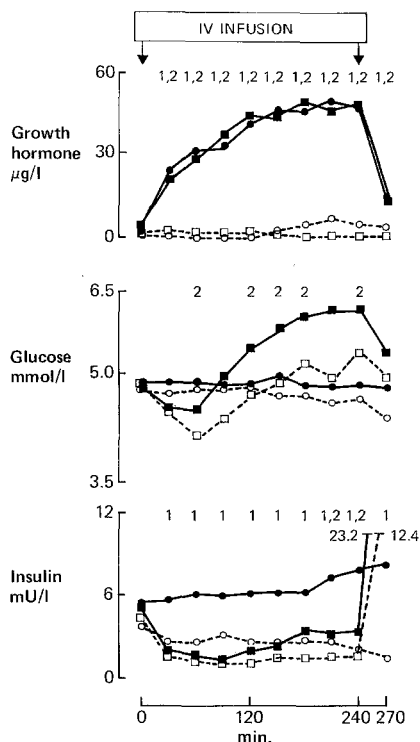 IV INFUSION
60 1,2 1,2 1,2 1,2 1,2 1,2 1,2 1,2 1,2
Growth
hormone
µg/l
30
0
6.5 2 2 2 2 2
Glucose
mmol/l
5.0
3.5
12 1 1 1 1 1 1 1,2 1,2 1
23.2 12.4
Insulin
mU/l
6
0
0 120 240 270
min.